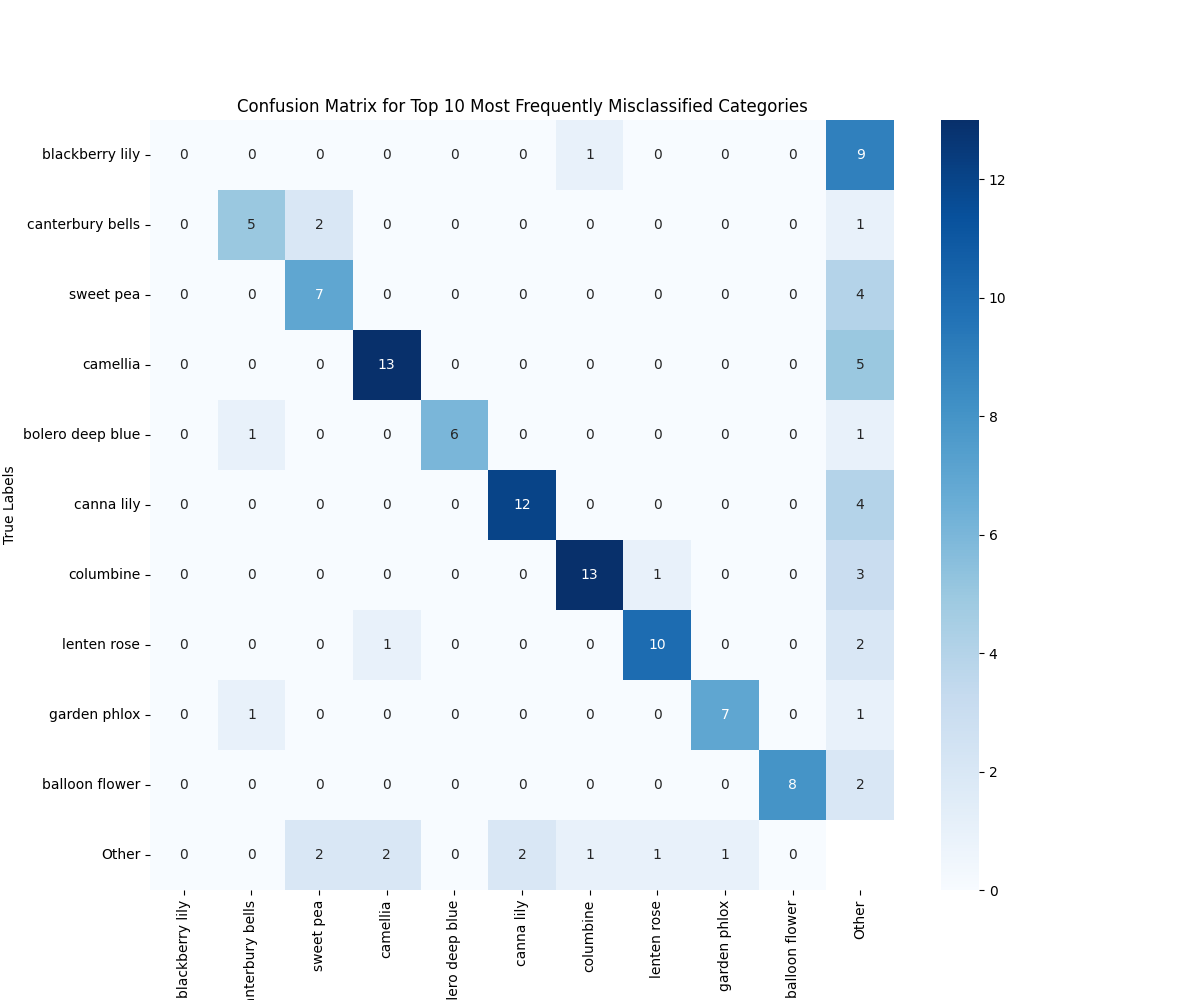 Confusion Matrix for Top 10 Most Frequently Misclassified Categories
blackberry lily 0 0 0 0 0 0 1 0 0 0 9
canterbury bells 0 5 2 0 0 0 0 0 0 0 1
sweet pea 0 0 7 0 0 0 0 0 0 0 4
camellia 0 0 0 13 0 0 0 0 0 0 5
bolero deep blue 0 1 0 0 6 0 0 0 0 0 1
canna lily 0 0 0 0 0 12 0 0 0 0 4
columbine 0 0 0 0 0 0 13 1 0 0 3
lenten rose 0 0 0 1 0 0 0 10 0 0 2
garden phlox 0 1 0 0 0 0 0 0 7 0 1
balloon flower 0 0 0 0 0 0 0 0 0 8 2
Other 0 0 2 2 0 2 1 1 1 0
True Labels
blackberry lily
nterbury bells
sweet pea
camellia
lero deep blue
canna lily
columbine
lenten rose
garden phlox
balloon flower
Other
12
10
8
6
4
2
0